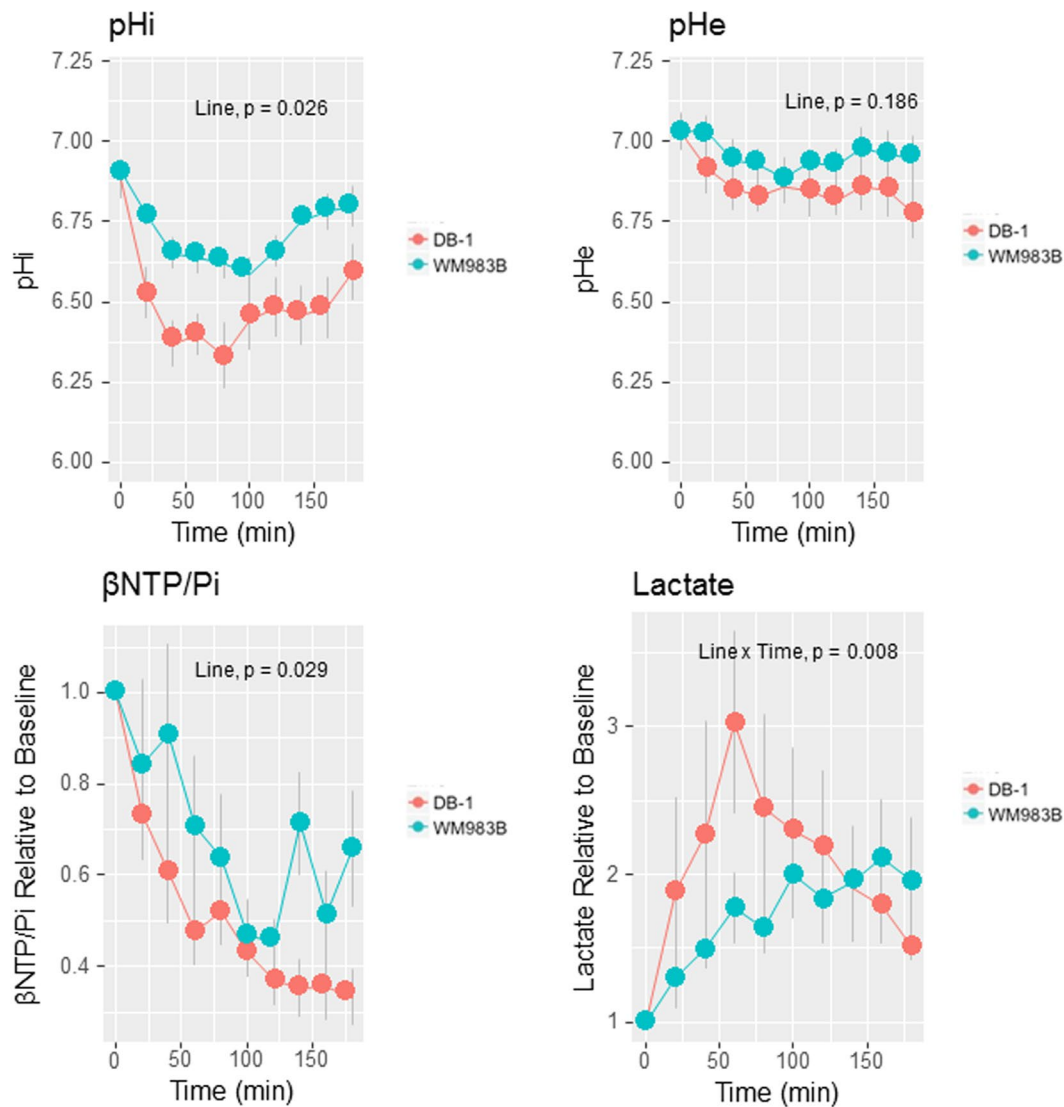 pHi
7.25
7.00
6.75
6.50
6.25
6.00
pHi
Line, p = 0.026
0 50 100 150
Time (min)
DB-1
WM983B
pHe
7.25
7.00
6.75
6.50
6.25
6.00
pHe
Line, p = 0.186
0 50 100 150
Time (min)
DB-1
WM983B
βNTP/Pi
1.0
0.8
0.6
0.4
βNTP/Pi Relative to Baseline
Line, p = 0.029
0 50 100 150
Time (min)
DB-1
WM983B
Lactate
3
2
1
Lactate Relative to Baseline
Line x Time, p = 0.008
0 50 100 150
Time (min)
DB-1
WM983B